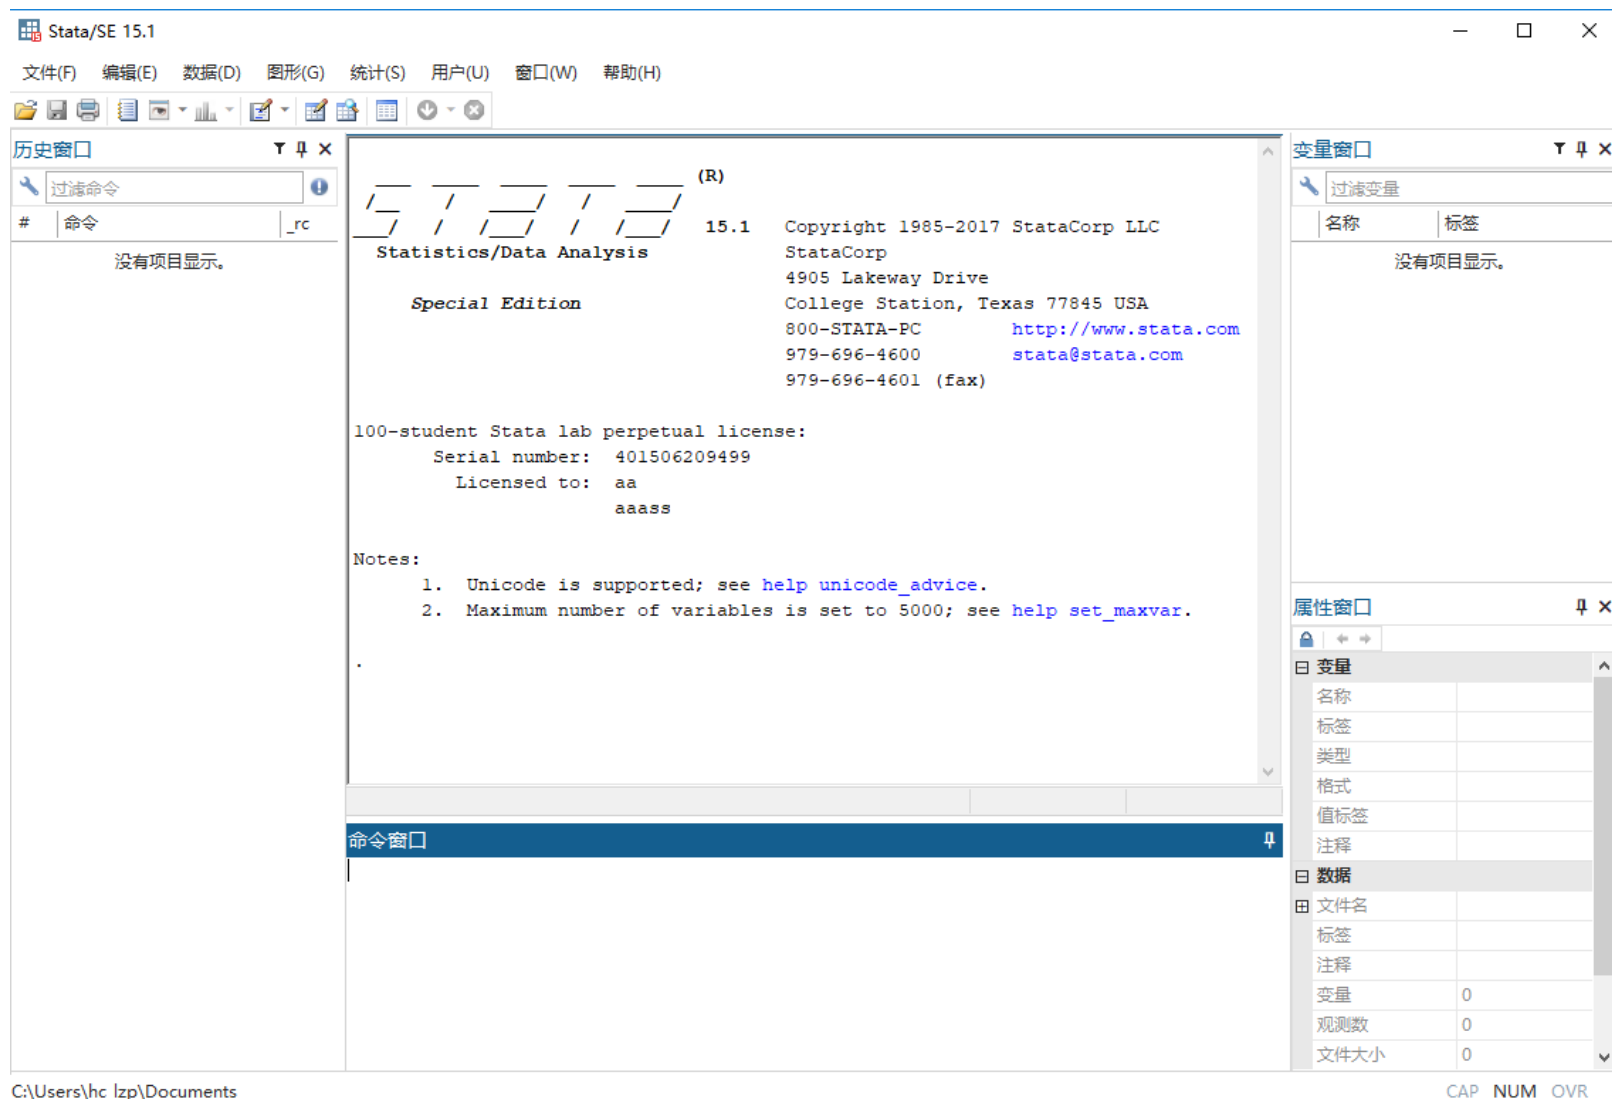 Stata/SE 15.1
文件(F) 编辑(E) 数据(D) 图形(G) 统计(S) 用户(U) 窗口(W) 帮助(H)
历史窗口
过滤命令
# 命令 _rc
没有项目显示。
(R)
STATA
15.1 Copyright 1985-2017 StataCorp LLC
Statistics/Data Analysis StataCorp
4905 Lakeway Drive
Special Edition College Station, Texas 77845 USA
800-STATA-PC http://www.stata.com
979-696-4600 stata@stata.com
979-696-4601 (fax)
100-student Stata lab perpetual license:
Serial number: 401506209499
Licensed to: aa
aaass
Notes:
1. Unicode is supported; see help unicode_advice.
2. Maximum number of variables is set to 5000; see help set_maxvar.
.
命令窗口
变量窗口
过滤变量
名称 标签
没有项目显示。
属性窗口
变量
名称
标签
类型
格式
值标签
注释
数据
文件名
标签
注释
变量 0
观测数 0
文件大小 0
C:\Users\hc_lzp\Documents
CAP NUM OVR